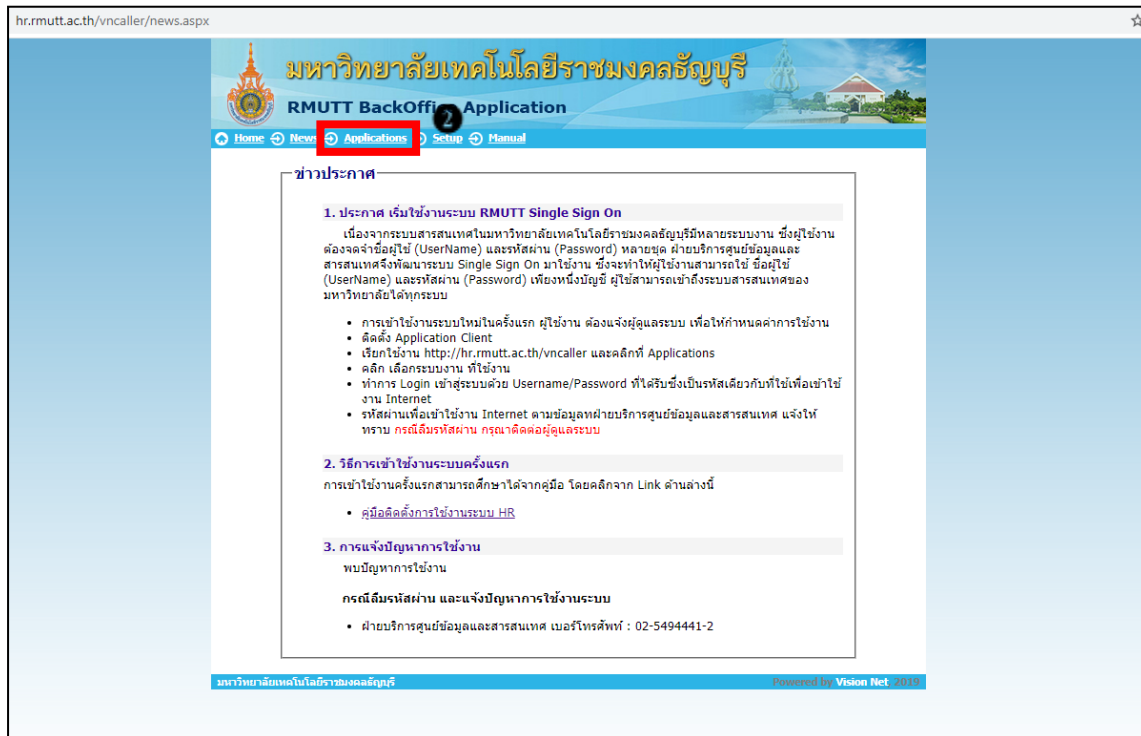 hr.rmutt.ac.th/vncaller/news.aspx
มหาวิทยาลัยเทคโนโลยีราชมงคลธัญบุรี
RMUTT BackOffice Application
2
Home News Applications Setup Manual
ข่าวประกาศ
1. ประกาศ เริ่มใช้งานระบบ RMUTT Single Sign On
เนื่องจากระบบสารสนเทศในมหาวิทยาลัยเทคโนโลยีราชมงคลธัญบุรีมีหลายระบบงาน ซึ่งผู้ใช้งาน
ต้องจดจำชื่อผู้ใช้ (UserName) และรหัสผ่าน (Password) หลายชุด ฝ่ายบริการศูนย์ข้อมูลและ
สารสนเทศจึงพัฒนาระบบ Single Sign On มาใช้งาน ซึ่งจะทำให้ผู้ใช้งานสามารถใช้ ชื่อผู้ใช้
(UserName) และรหัสผ่าน (Password) เพียงหนึ่งบัญชี ผู้ใช้สามารถเข้าถึงระบบสารสนเทศของ
มหาวิทยาลัยได้ทุกระบบ
• การเข้าใช้งานระบบใหม่ในครั้งแรก ผู้ใช้งาน ต้องแจ้งผู้ดูแลระบบ เพื่อให้กำหนดค่าการใช้งาน
• ติดตั้ง Application Client
• เรียกใช้งาน http://hr.rmutt.ac.th/vncaller และคลิกที่ Applications
• คลิก เลือกระบบงาน ที่ใช้งาน
• ทำการ Login เข้าสู่ระบบด้วย Username/Password ที่ได้รับซึ่งเป็นรหัสเดียวกับที่ใช้เพื่อเข้าใช้
งาน Internet
• รหัสผ่านเพื่อเข้าใช้งาน Internet ตามข้อมูลทฝ่ายบริการศูนย์ข้อมูลและสารสนเทศ แจ้งให้
ทราบ กรณีลืมรหัสผ่าน กรุณาติดต่อผู้ดูแลระบบ
2. วิธีการเข้าใช้งานระบบครั้งแรก
การเข้าใช้งานครั้งแรกสามารถศึกษาได้จากคู่มือ โดยคลิกจาก Link ด้านล่างนี้
• คู่มือติดตั้งการใช้งานระบบ HR
3. การแจ้งปัญหาการใช้งาน
พบปัญหาการใช้งาน
กรณีลืมรหัสผ่าน และแจ้งปัญหาการใช้งานระบบ
• ฝ่ายบริการศูนย์ข้อมูลและสารสนเทศ เบอร์โทรศัพท์ : 02-5494441-2
มหาวิทยาลัยเทคโนโลยีราชมงคลธัญบุรี Powered by Vision Net, 2019